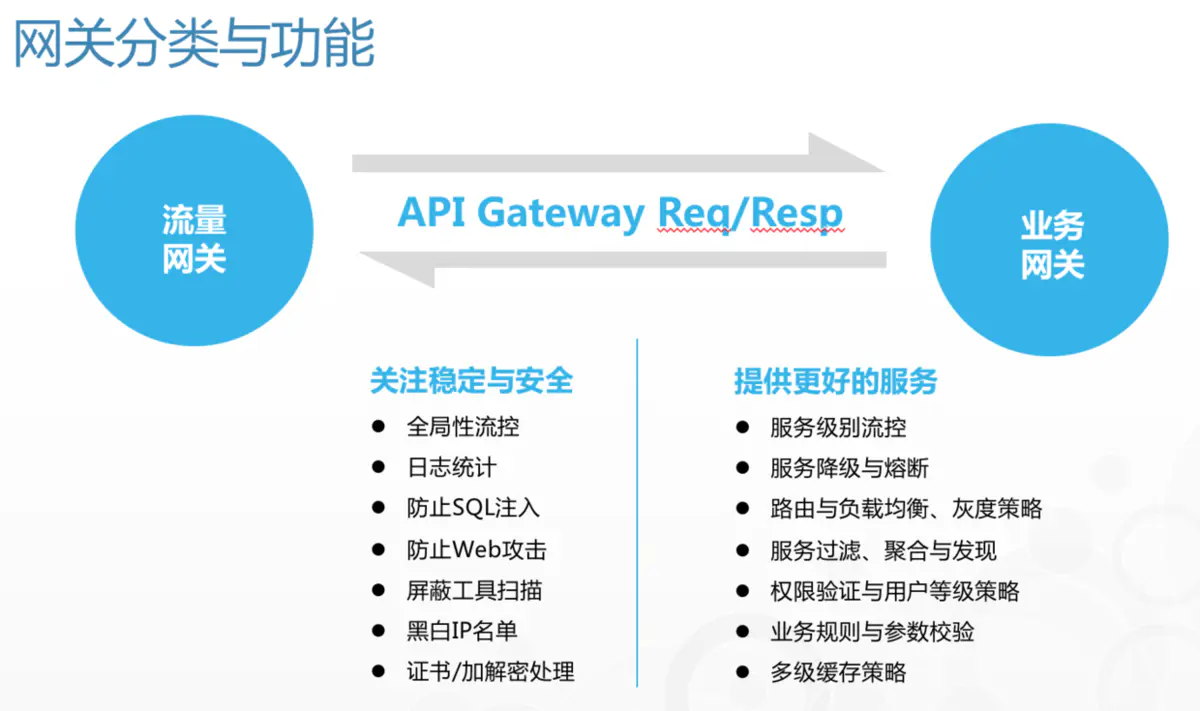 网关分类与功能
流量
网关
API Gateway Req/Resp
业务
网关
关注稳定与安全
全局性流控
日志统计
防止SQL注入
防止Web攻击
屏蔽工具扫描
黑白IP名单
证书/加解密处理
提供更好的服务
服务级别流控
服务降级与熔断
路由与负载均衡、灰度策略
服务过滤、聚合与发现
权限验证与用户等级策略
业务规则与参数校验
多级缓存策略